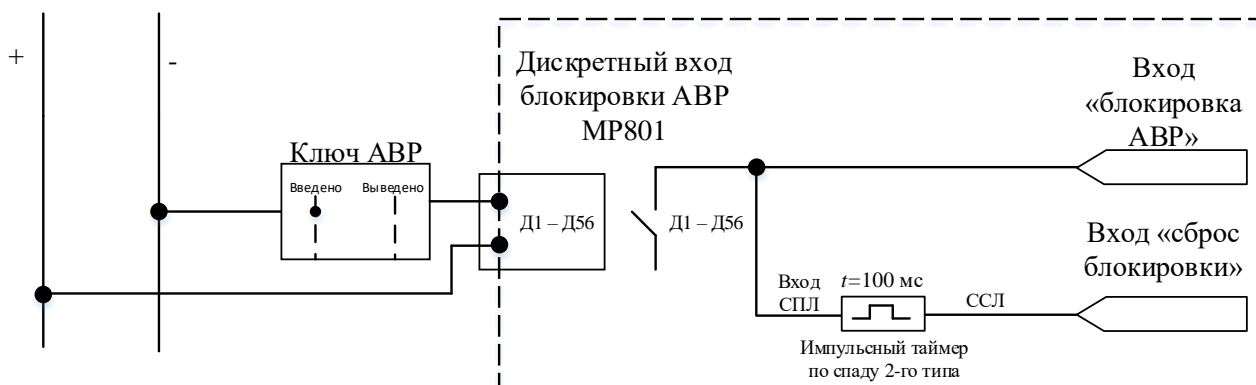 +
-
Дискретный вход
блокировки АВР
МР801
Вход
«блокировка
АВР»
Ключ АВР
Введено
Выведено
Д1 – Д56
Д1 – Д56
Вход «сброс
блокировки»
Вход
СПЛ
t=100 мс
ССЛ
Импульсный таймер
по спаду 2-го типа